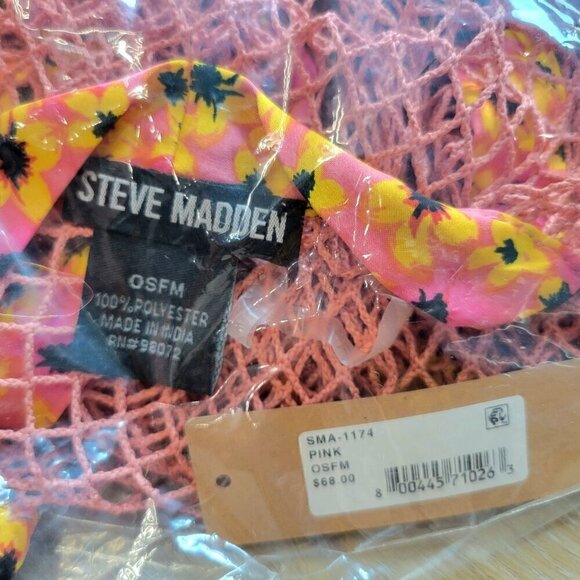 STEVE MADDEN
OSFM
100% POLYESTER
MADE IN INDIA
RN#98072
SMA-1174
PINK
OSFM
$68.00
8 00445 71026 3